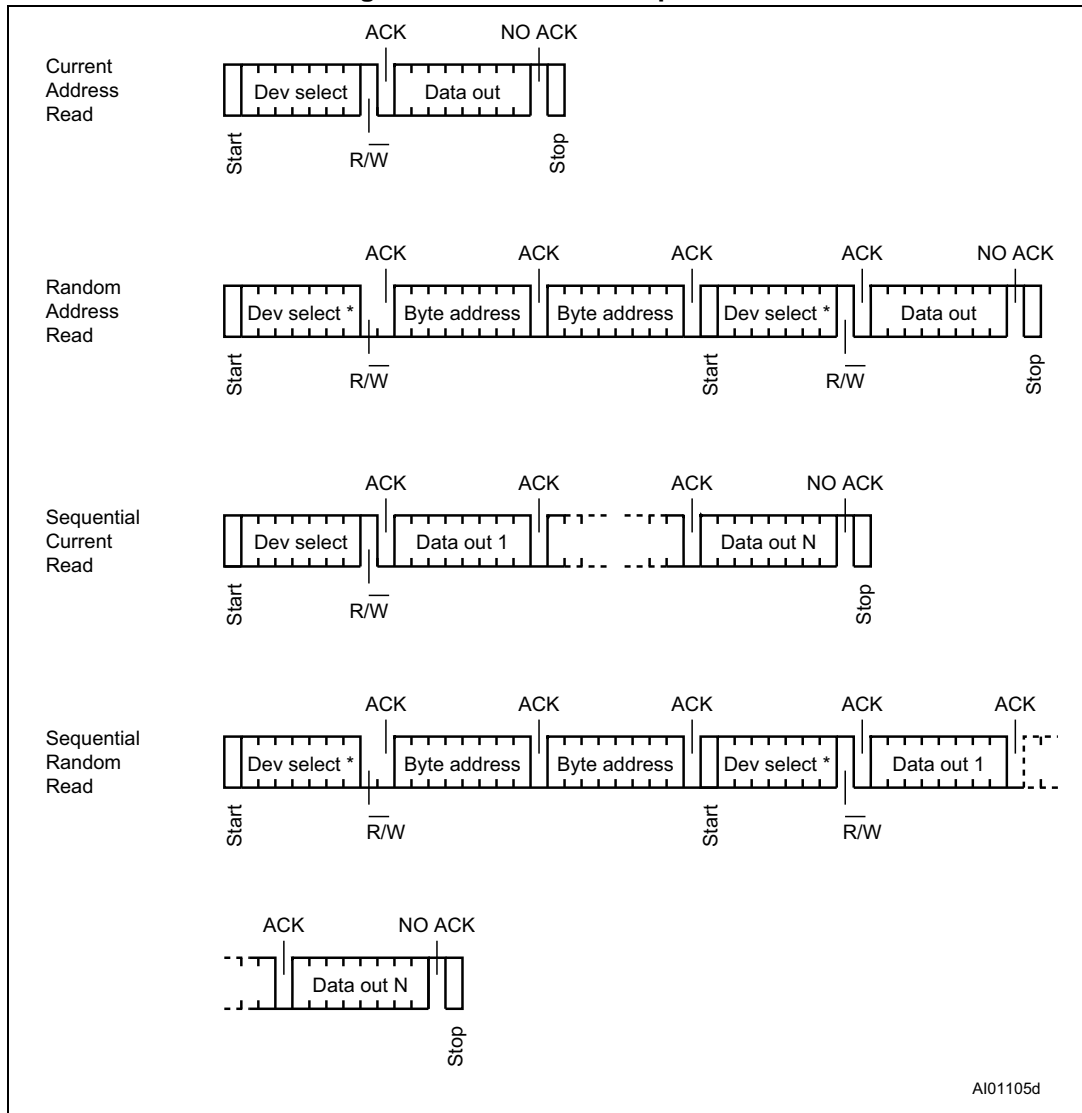 ACK NO ACK
Current
Address
Read
Dev select Data out
Start R/W̅ Stop
ACK ACK ACK ACK NO ACK
Random
Address
Read
Dev select * Byte address Byte address Dev select * Data out
Start R/W̅ Start R/W̅ Stop
ACK ACK ACK NO ACK
Sequential
Current
Read
Dev select Data out 1 Data out N
Start R/W̅ Stop
ACK ACK ACK ACK ACK
Sequential
Random
Read
Dev select * Byte address Byte address Dev select * Data out 1
Start R̅/W Start R̅/W
ACK NO ACK
Data out N
Stop
AI01105d